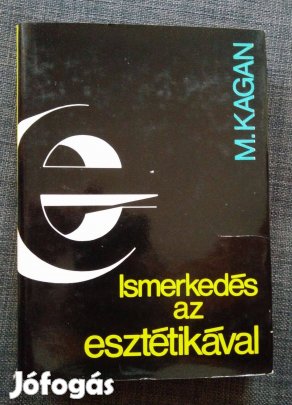 M. KAGAN
e
Ismerkedés
az
esztétikával
Jófogás